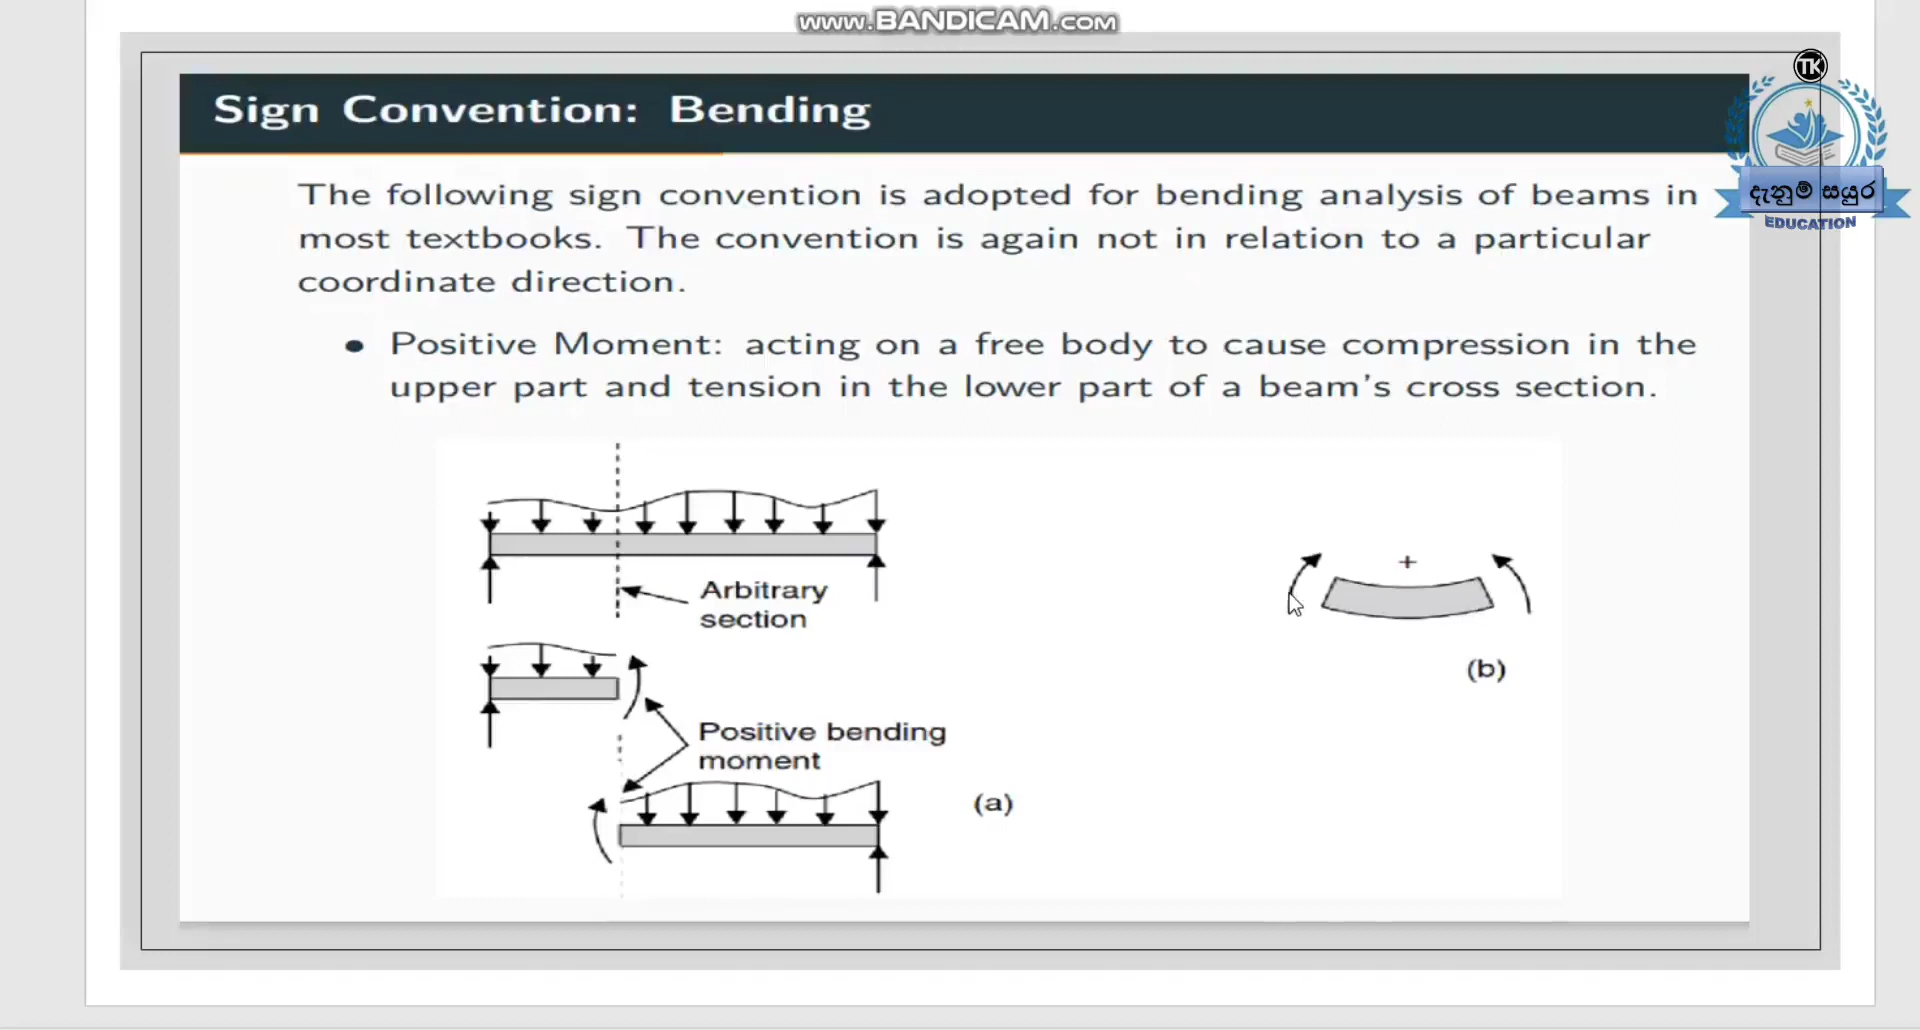 www.BANDICAM.com
TK
Sign Convention: Bending
දැනුම් සයුර
EDUCATION
The following sign convention is adopted for bending analysis of beams in
most textbooks. The convention is again not in relation to a particular
coordinate direction.
• Positive Moment: acting on a free body to cause compression in the
upper part and tension in the lower part of a beam's cross section.
Arbitrary
section
+
(b)
Positive bending
moment
(a)